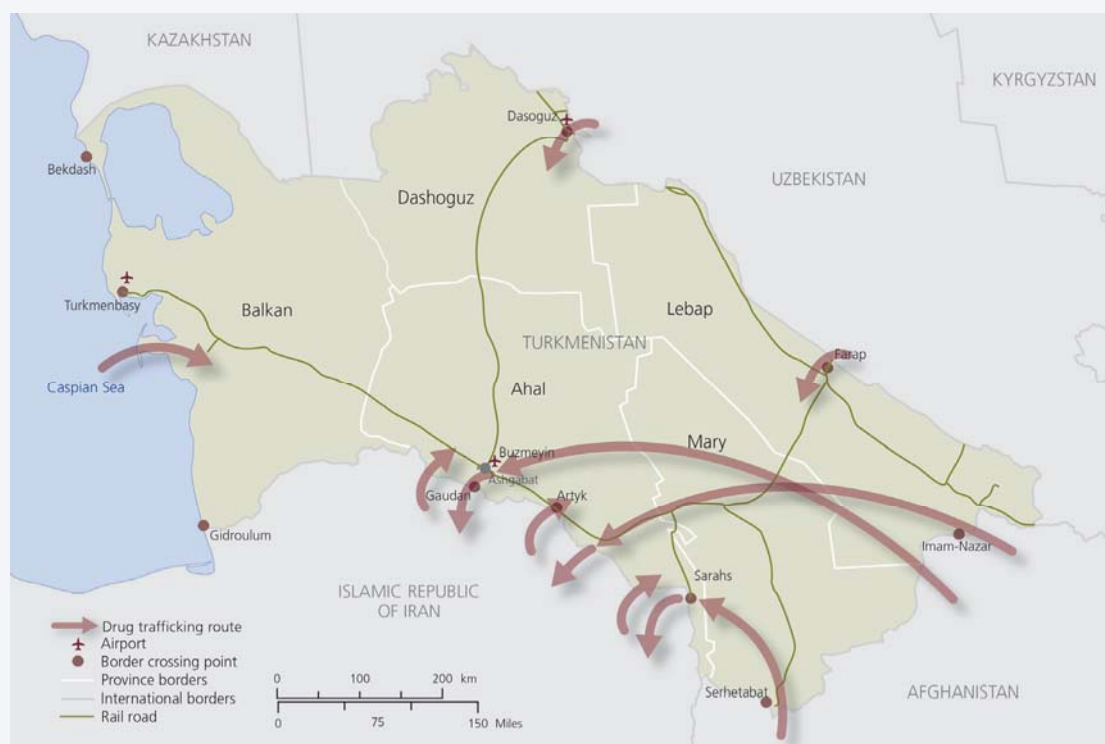 KAZAKHSTAN
KYRGYZSTAN
Dasoguz
Bekdash
UZBEKISTAN
Dashoguz
Turkmenbasy
Balkan
Lebap
TURKMENISTAN
Farap
Caspian Sea
Ahal
Mary
Buzmeyin
Ashgabat
Gaudan
Artyk
Gidroulum
Imam-Nazar
Sarahs
ISLAMIC REPUBLIC
OF IRAN
Serhetabat
AFGHANISTAN
Drug trafficking route
Airport
Border crossing point
Province borders
International borders
Rail road
0 100 200 km
0 75 150 Miles